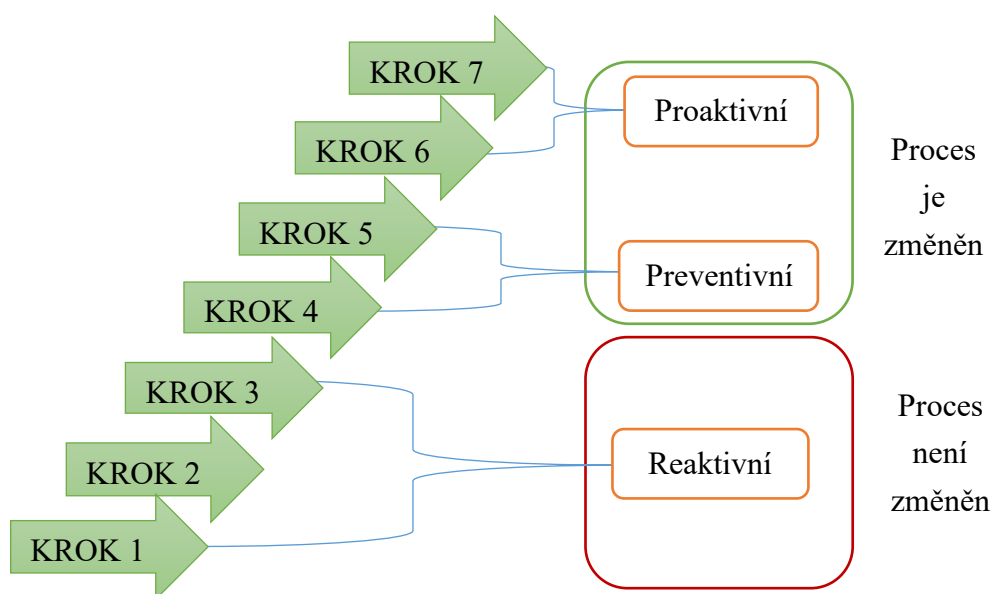 KROK 7
KROK 6
KROK 5
KROK 4
KROK 3
KROK 2
KROK 1
Proaktivní
Preventivní
Reaktivní
Proces
je
změněn
Proces
není
změněn